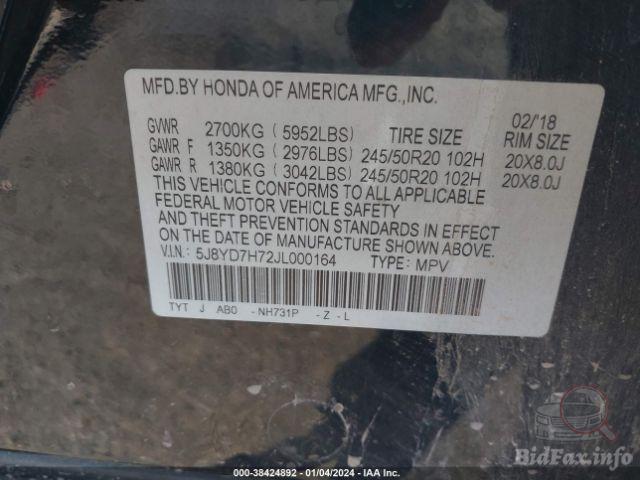 MFD.BY HONDA OF AMERICA MFG.,INC.
02/'18
GVWR 2700KG ( 5952LBS) TIRE SIZE RIM SIZE
GAWR F 1350KG ( 2976LBS) 245/50R20 102H 20X8.0J
GAWR R 1380KG ( 3042LBS) 245/50R20 102H 20X8.0J
THIS VEHICLE CONFORMS TO ALL APPLICABLE
FEDERAL MOTOR VEHICLE SAFETY
AND THEFT PREVENTION STANDARDS IN EFFECT
ON THE DATE OF MANUFACTURE SHOWN ABOVE.
V.I.N.: 5J8YD7H72JL000164 TYPE: MPV
TYT J AB0 -NH731P - Z - L
BidFax.info
000-38424892 - 01/04/2024 - IAA Inc.